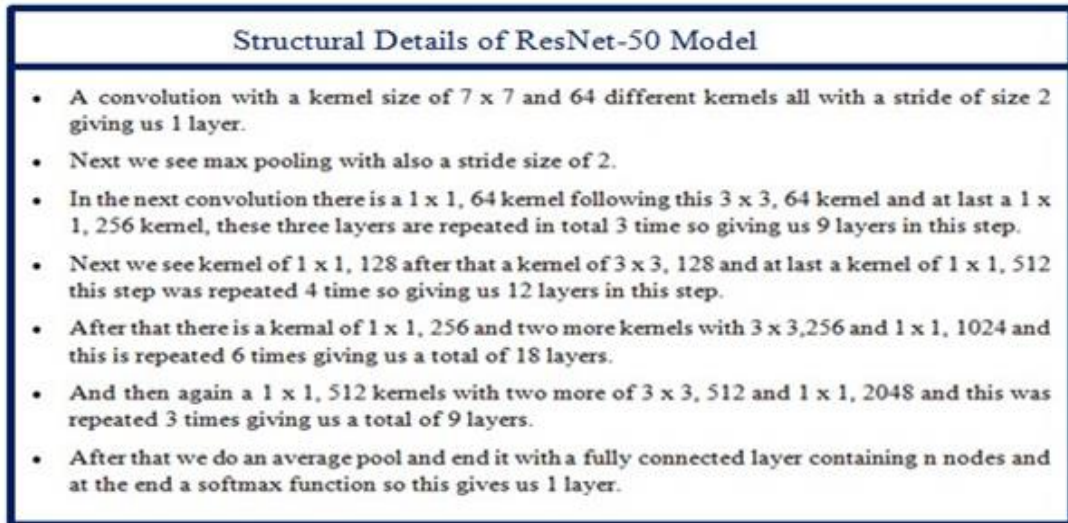 Structural Details of ResNet-50 Model
• A convolution with a kernel size of 7 x 7 and 64 different kernels all with a stride of size 2
giving us 1 layer.
• Next we see max pooling with also a stride size of 2.
• In the next convolution there is a 1 x 1, 64 kernel following this 3 x 3, 64 kernel and at last a 1 x
1, 256 kernel, these three layers are repeated in total 3 time so giving us 9 layers in this step.
• Next we see kernel of 1 x 1, 128 after that a kernel of 3 x 3, 128 and at last a kernel of 1 x 1, 512
this step was repeated 4 time so giving us 12 layers in this step.
• After that there is a kernal of 1 x 1, 256 and two more kernels with 3 x 3,256 and 1 x 1, 1024 and
this is repeated 6 times giving us a total of 18 layers.
• And then again a 1 x 1, 512 kernels with two more of 3 x 3, 512 and 1 x 1, 2048 and this was
repeated 3 times giving us a total of 9 layers.
• After that we do an average pool and end it with a fully connected layer containing n nodes and
at the end a softmax function so this gives us 1 layer.